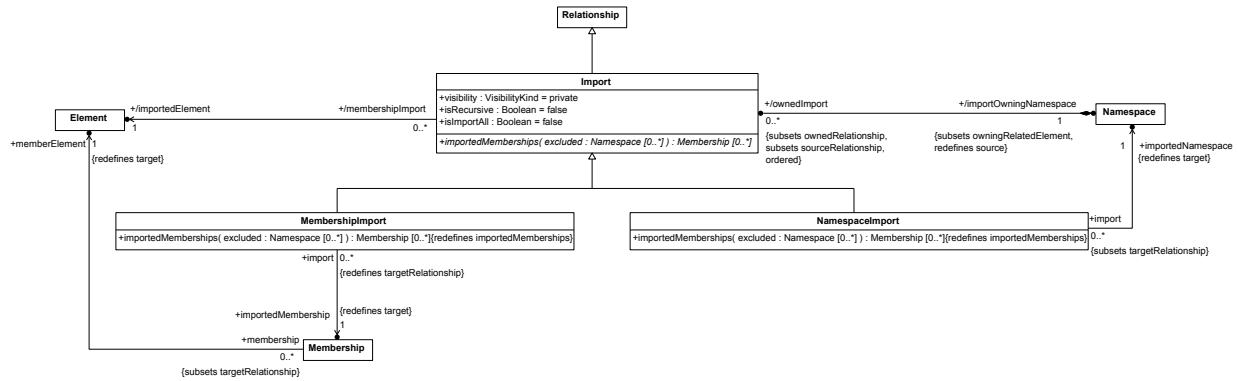 Relationship
Import
+visibility : VisibilityKind = private
+isRecursive : Boolean = false
+isImportAll : Boolean = false
+importedMemberships( excluded : Namespace [0..*] ) : Membership [0..*]
Element
+/importedElement
1
+/membershipImport
0..*
+/ownedImport
0..*
{subsets ownedRelationship,
subsets sourceRelationship,
ordered}
+/importOwningNamespace
1
{subsets owningRelatedElement,
redefines source}
Namespace
+memberElement
1
{redefines target}
1
+importedNamespace
{redefines target}
MembershipImport
+importedMemberships( excluded : Namespace [0..*] ) : Membership [0..*]{redefines importedMemberships}
NamespaceImport
+importedMemberships( excluded : Namespace [0..*] ) : Membership [0..*]{redefines importedMemberships}
+import
0..*
{subsets targetRelationship}
+import
0..*
{redefines targetRelationship}
+importedMembership
{redefines target}
1
Membership
+membership
0..*
{subsets targetRelationship}